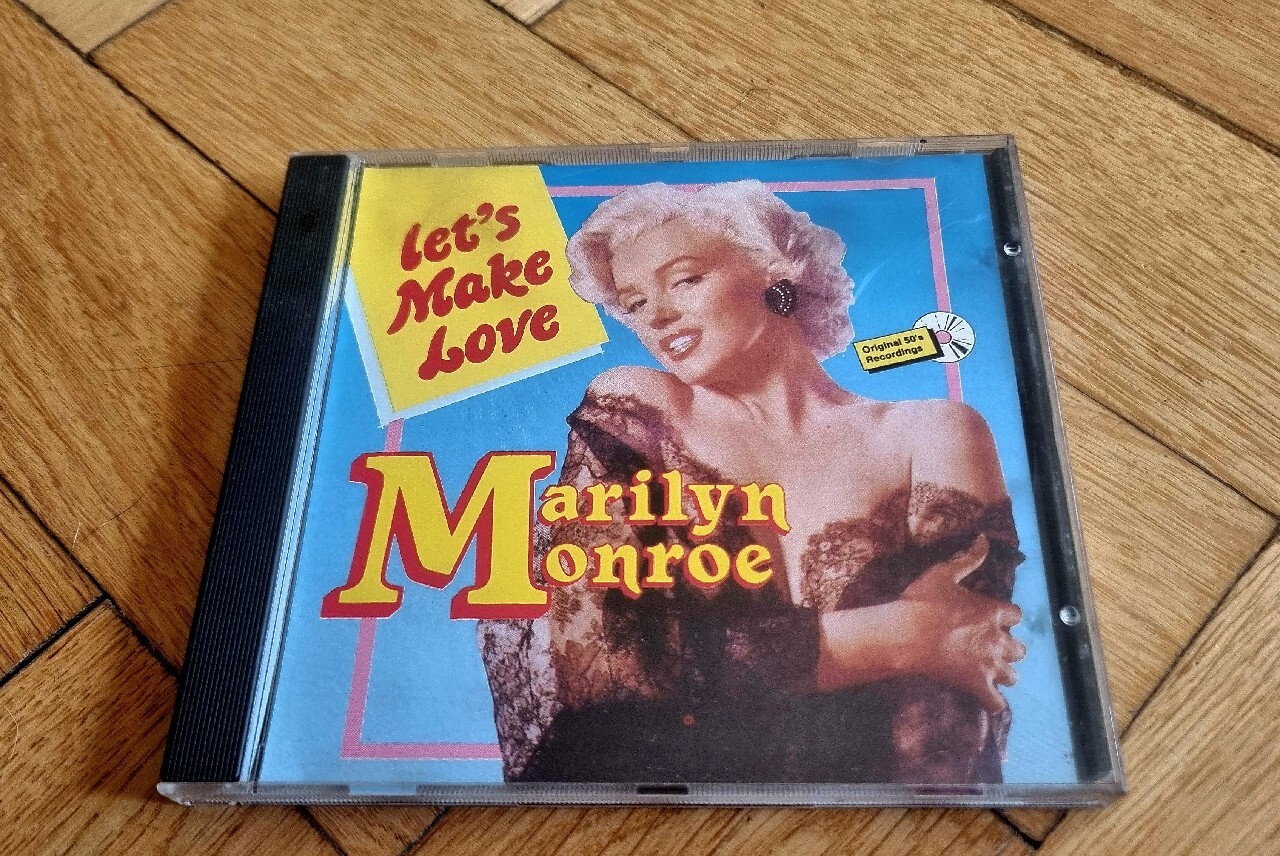 let's
Make
Love
Original 50's
Recordings
Marilyn
Monroe